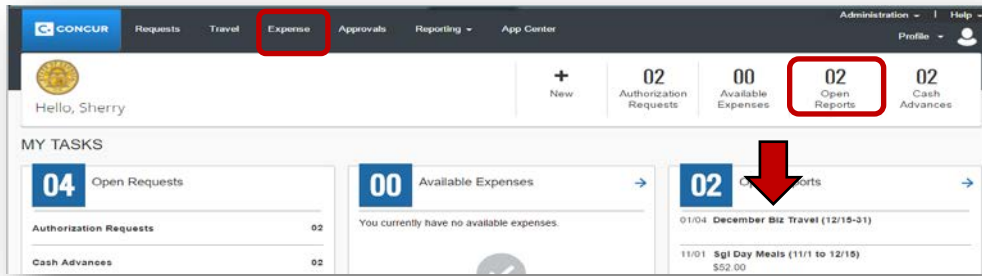 Administration | Help
C. CONCUR Requests Travel Expense Approvals Reporting App Center
Profile
Hello, Sherry
+ New
02 Authorization Requests
00 Available Expenses
02 Open Reports
02 Cash Advances
MY TASKS
04 Open Requests
Authorization Requests 02
Cash Advances 02
00 Available Expenses →
You currently have no available expenses.
02 Open Reports →
01/04 December Biz Travel (12/15-31)
11/01 Sgl Day Meals (11/1 to 12/15)
$52.00